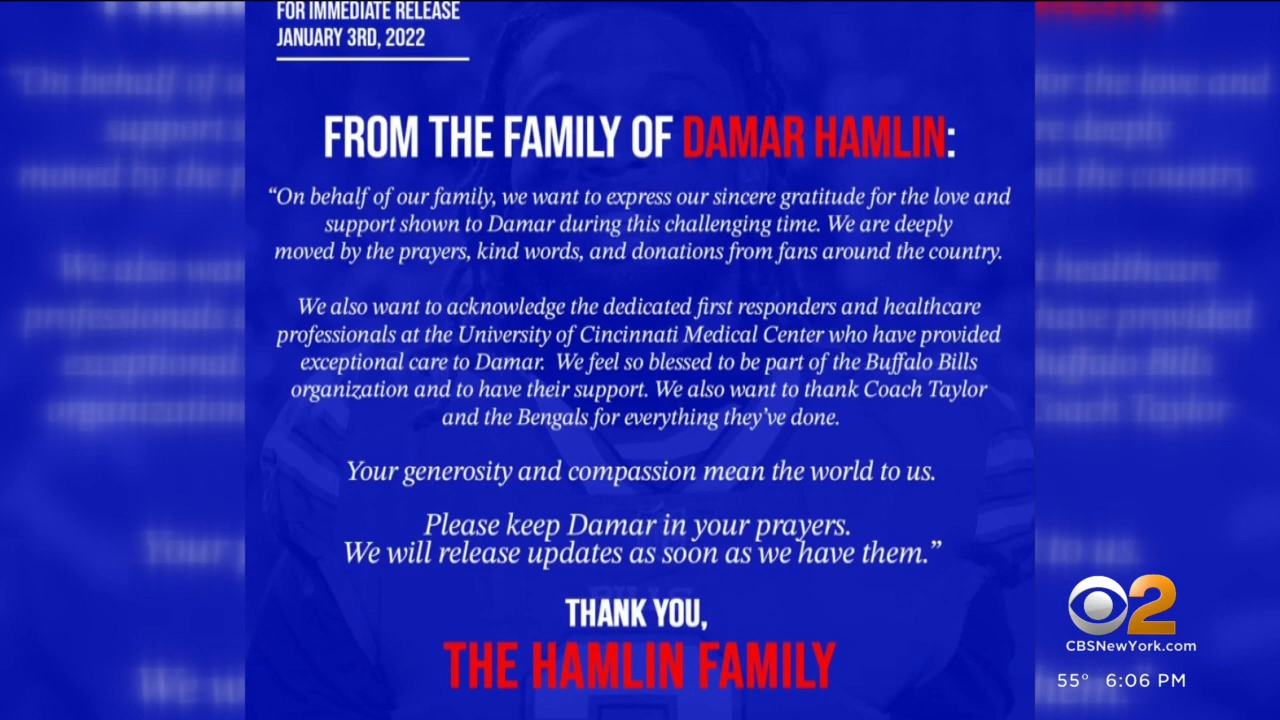 FOR IMMEDIATE RELEASE
JANUARY 3RD, 2022
FROM THE FAMILY OF DAMAR HAMLIN:
“On behalf of our family, we want to express our sincere gratitude for the love and
support shown to Damar during this challenging time. We are deeply
moved by the prayers, kind words, and donations from fans around the country.
We also want to acknowledge the dedicated first responders and healthcare
professionals at the University of Cincinnati Medical Center who have provided
exceptional care to Damar.  We feel so blessed to be part of the Buffalo Bills
organization and to have their support. We also want to thank Coach Taylor
and the Bengals for everything they’ve done.
Your generosity and compassion mean the world to us.
Please keep Damar in your prayers.
We will release updates as soon as we have them.”
THANK YOU,
THE HAMLIN FAMILY
2
CBSNewYork.com
55° 6:06 PM